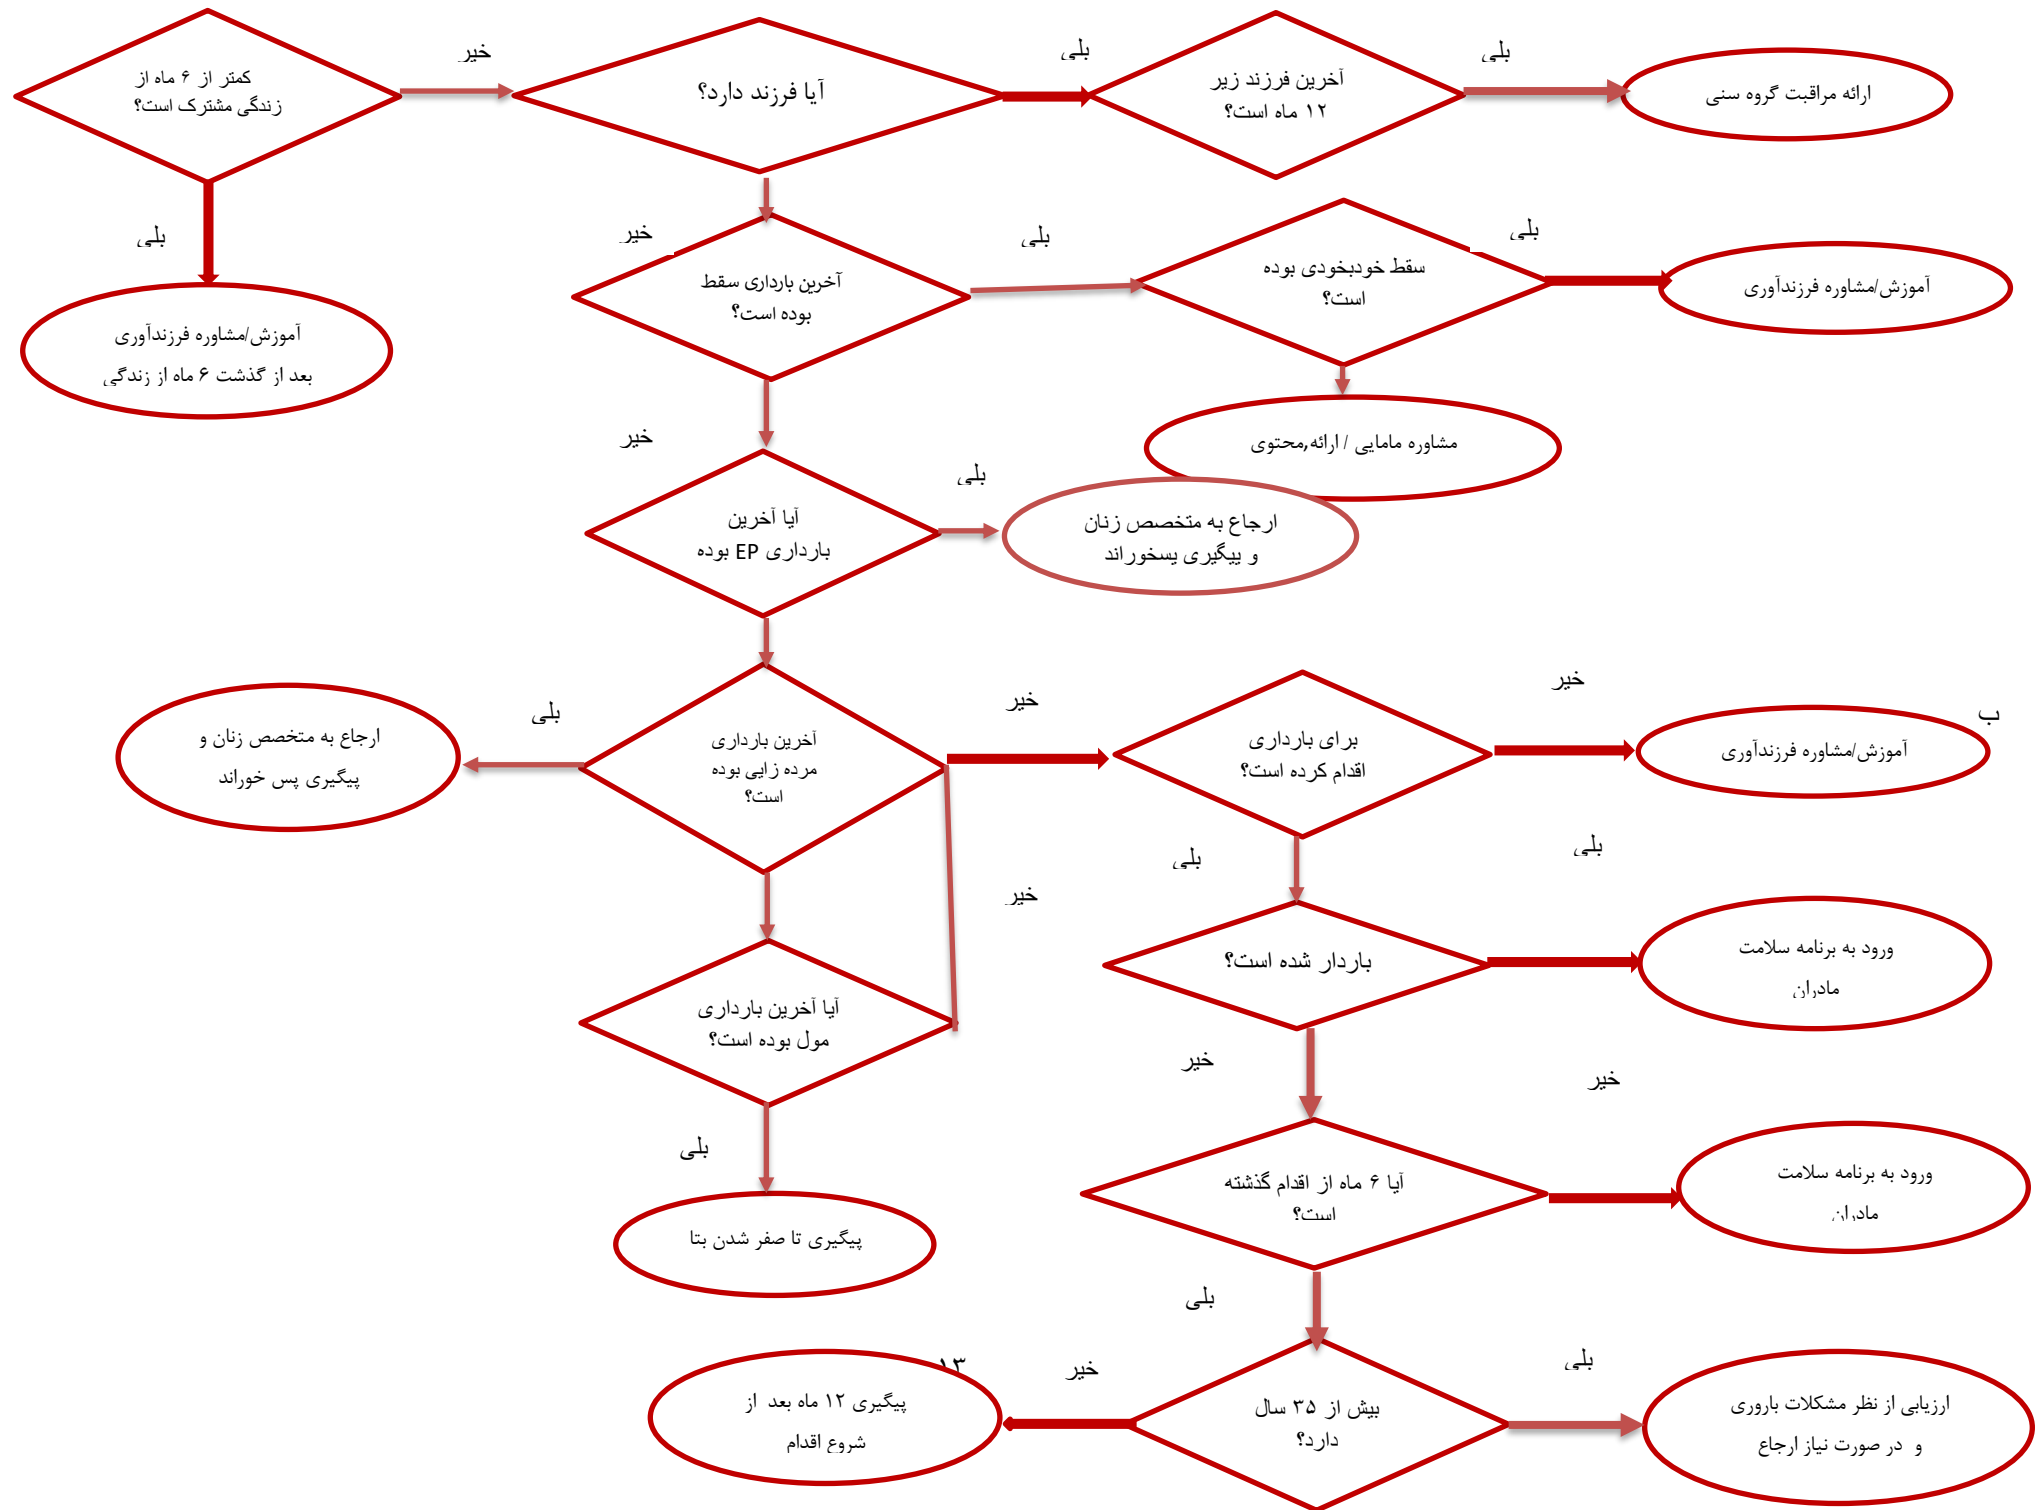 کمتر از ۶ ماه از
زندگی مشترک است؟
خیر
آیا فرزند دارد؟
بلی
آخرین فرزند زیر
۱۲ ماه است؟
بلی
ارائه مراقبت گروه سنی
بلی
آموزش/مشاوره فرزندآوری
بعد از گذشت ۶ ماه از زندگی
خیر
آخرین بارداری سقط
بوده است؟
بلی
سقط خودبخودی بوده
است؟
بلی
آموزش/مشاوره فرزندآوری
مشاوره مامایی / ارائه,محتوی
خیر
آیا آخرین
بارداری EP بوده
بلی
ارجاع به متخصص زنان
و پیگیری پسخوراند
آخرین بارداری
مرده زایی بوده
است؟
بلی
ارجاع به متخصص زنان و
پیگیری پس خوراند
خیر
برای بارداری
اقدام کرده است؟
خیر
ب
آموزش/مشاوره فرزندآوری
خیر
بلی
بلی
آیا آخرین بارداری
مول بوده است؟
باردار شده است؟
ورود به برنامه سلامت
مادران
بلی
پیگیری تا صفر شدن بتا
خیر
آیا ۶ ماه از اقدام گذشته
است؟
خیر
ورود به برنامه سلامت
مادران
بلی
بیش از ۳۵ سال
دارد؟
خیر
۱۳
پیگیری ۱۲ ماه بعد از
شروع اقدام
بلی
ارزیابی از نظر مشکلات باروری
و در صورت نیاز ارجاع